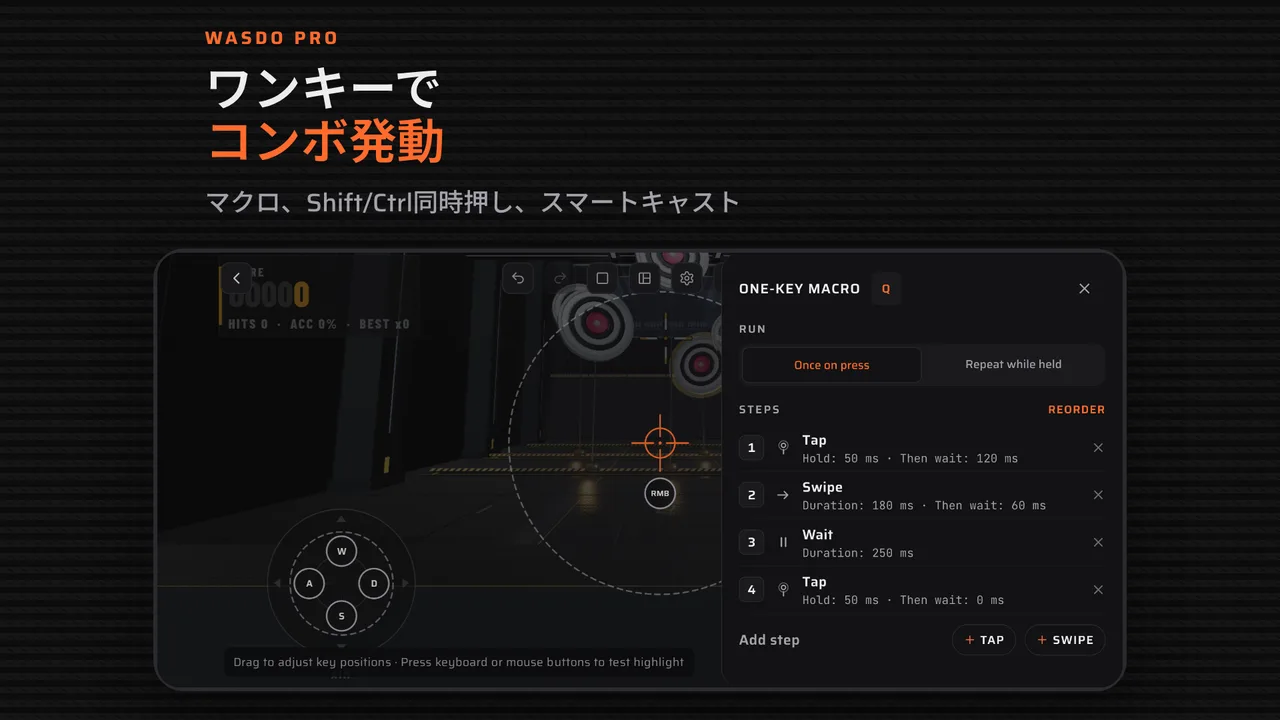 WASDO PRO
ワンキーで
コンボ発動
マクロ、Shift/Ctrl同時押し、スマートキャスト
00000
HITS 0 · ACC 0% · BEST x0
RMB
W
A
D
S
Drag to adjust key positions · Press keyboard or mouse buttons to test highlight
ONE-KEY MACRO Q
RUN
Once on press
Repeat while held
STEPS
REORDER
1
Tap
Hold: 50 ms · Then wait: 120 ms
2
Swipe
Duration: 180 ms · Then wait: 60 ms
3
Wait
Duration: 250 ms
4
Tap
Hold: 50 ms · Then wait: 0 ms
Add step
+ TAP
+ SWIPE